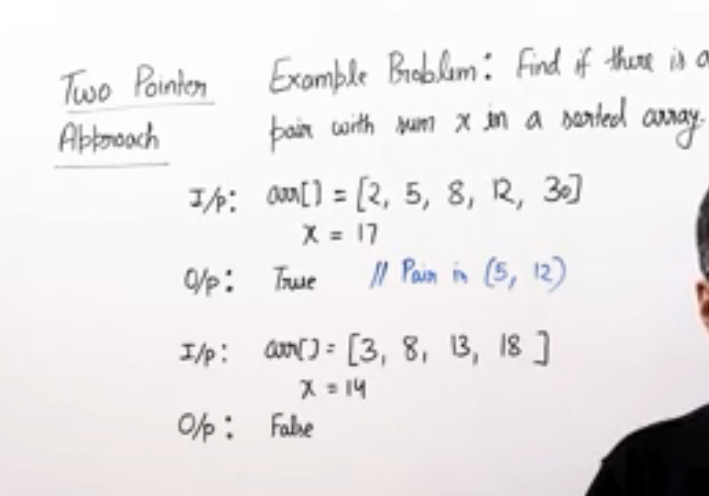 Two Pointer Approach
Example Problem: Find if there is a
pair with sum x in a sorted array.
I/p: arr[] = [2, 5, 8, 12, 30]
x = 17
O/p: True // Pair is (5, 12)
I/p: arr[] = [3, 8, 13, 18]
x = 14
O/p: False